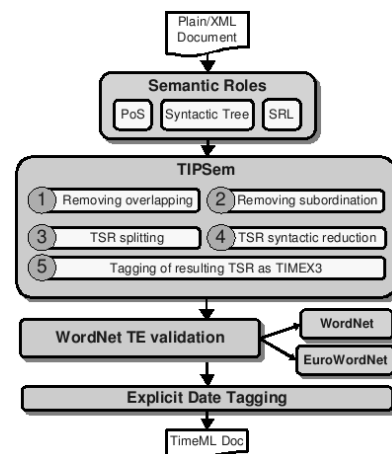 Plain/XML
Document
Semantic Roles
PoS
Syntactic Tree
SRL
TIPSem
1 Removing overlapping
2 Removing subordination
3 TSR splitting
4 TSR syntactic reduction
5 Tagging of resulting TSR as TIMEX3
WordNet TE validation
WordNet
EuroWordNet
Explicit Date Tagging
TimeML Doc